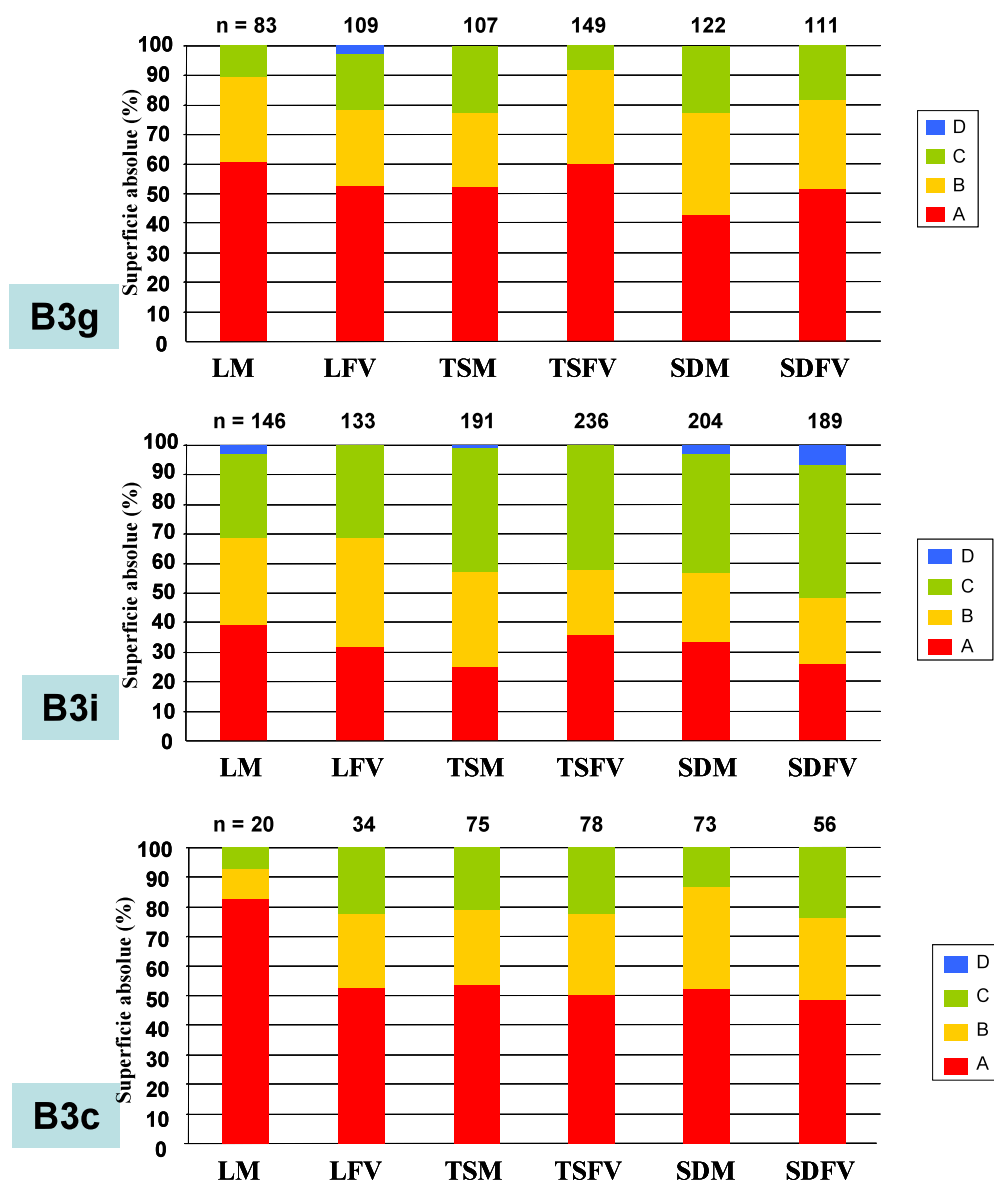 n = 83 109 107 149 122 111
Superficie absolue (%)
100
90
80
70
60
50
40
30
20
10
0
D
C
B
A
B3g
LM LFV TSM TSFV SDM SDFV
n = 146 133 191 236 204 189
Superficie absolue (%)
100
90
80
70
60
50
40
30
20
10
0
D
C
B
A
B3i
LM LFV TSM TSFV SDM SDFV
n = 20 34 75 78 73 56
Superficie absolue (%)
100
90
80
70
60
50
40
30
20
10
0
D
C
B
A
B3c
LM LFV TSM TSFV SDM SDFV